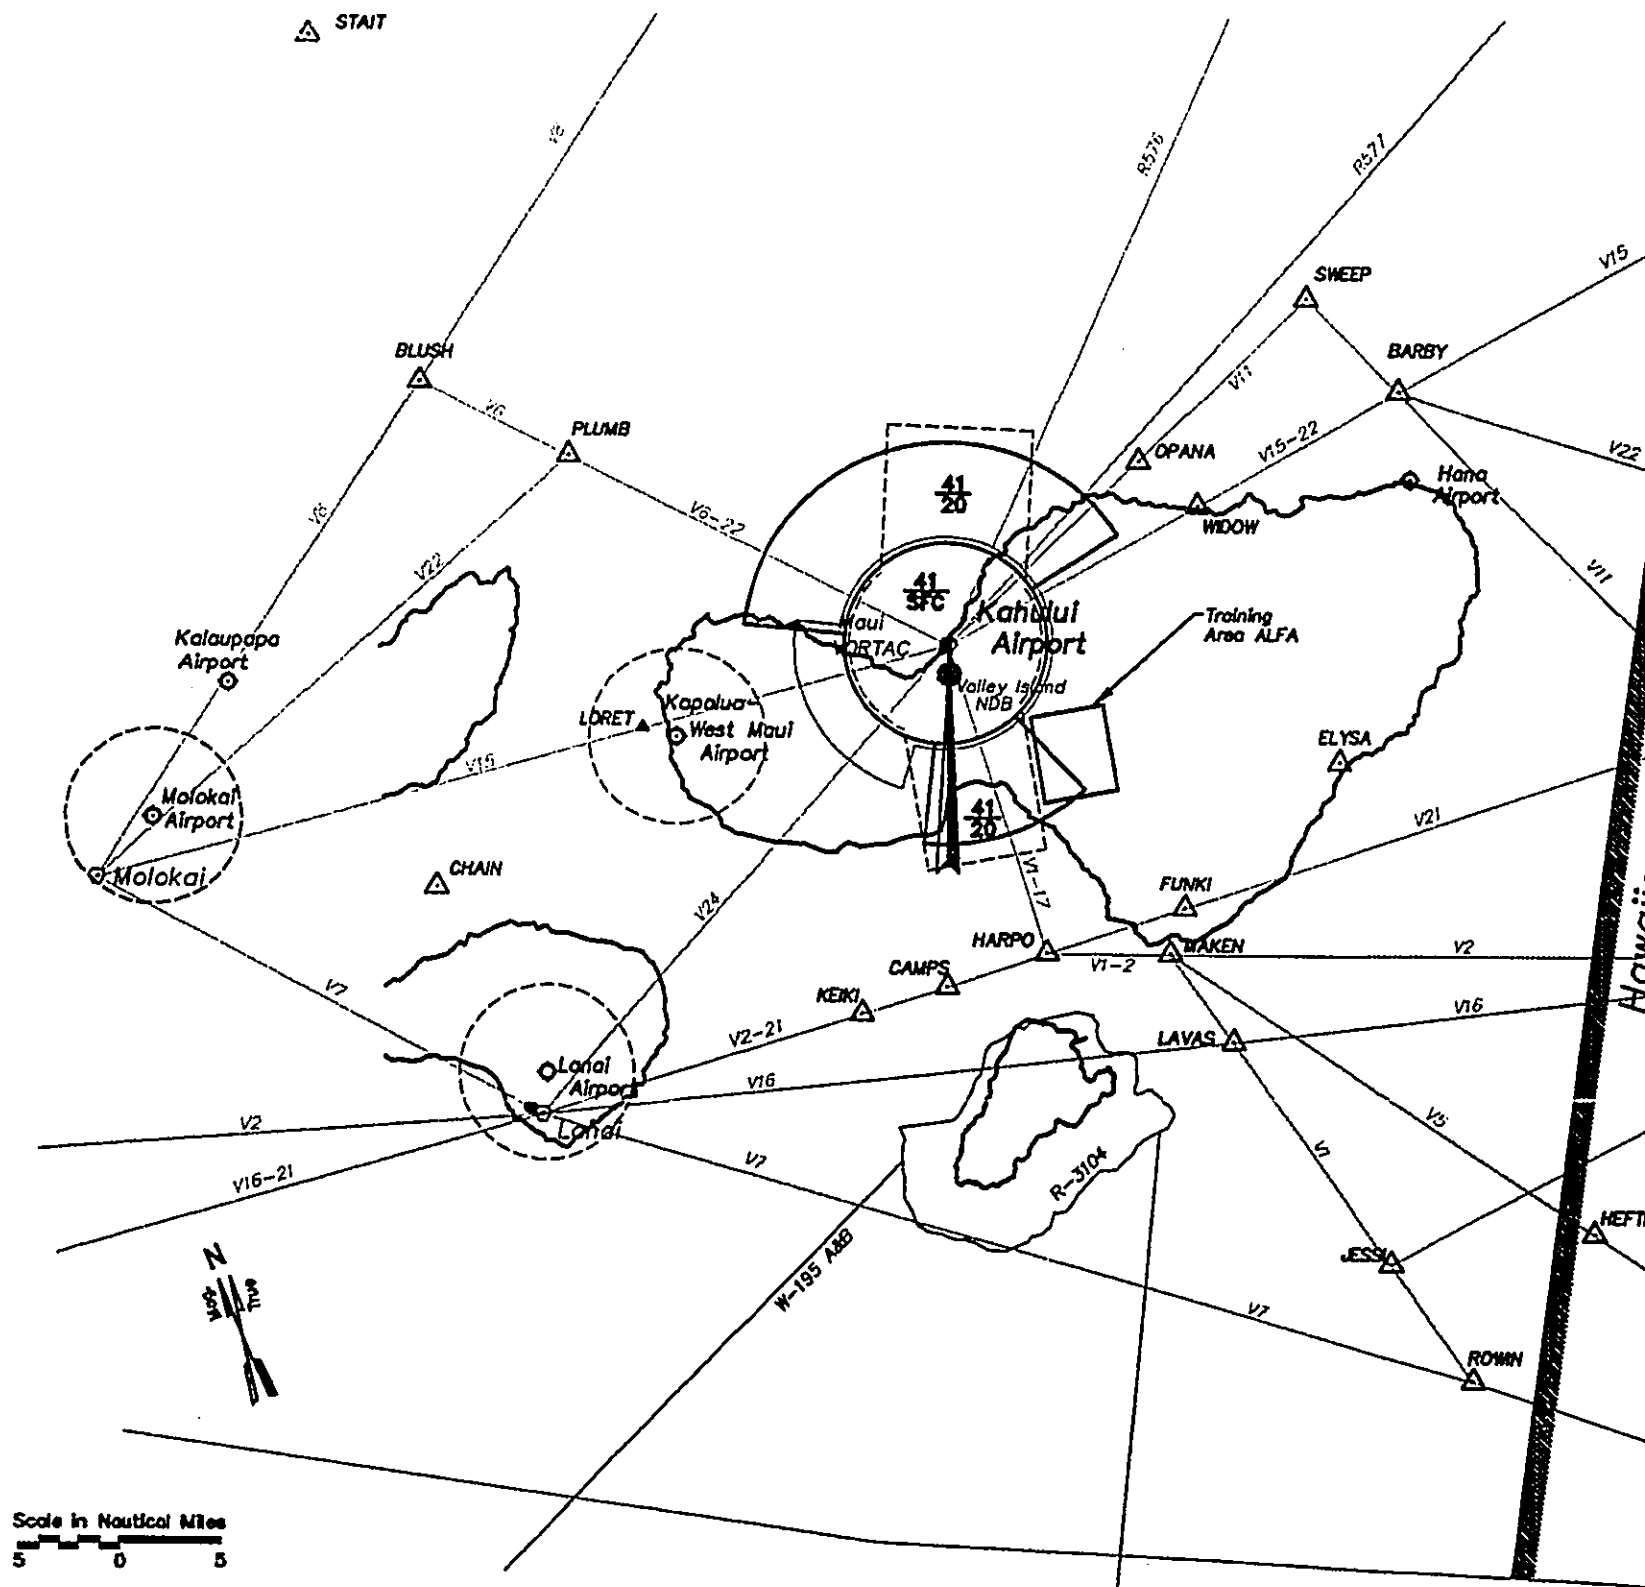 STAIT
V8
R576
R577
V15
SWEEP
BLUSH
BARBY
V11
V6
PLUMB
OPANA
V15-22
V22
41
20
Hana
Airport
V8
V6-22
WIDOW
V22
V11
41
SFC
Kahului
Airport
Training
Area ALFA
Maui
VORTAC
Kalaupapa
Airport
Valley Island
NDB
Kapalua-
West Maui
Airport
LORET
ELYSA
V15
Molokai
Airport
41
20
V21
Molokai
CHAIN
V1-17
FUNKI
V24
HARPO
MAKEN
V2
V1-2
CAMPS
V7
KEIKI
V16
V2-21
LAVAS
Lanai
Airport
V16
V5
V2
Lanai
V7
V1
V16-21
R-3104
HEFTI
W-195 A&B
JESSI
N
True
V7
ROWN
Scale in Nautical Miles
5 0 5